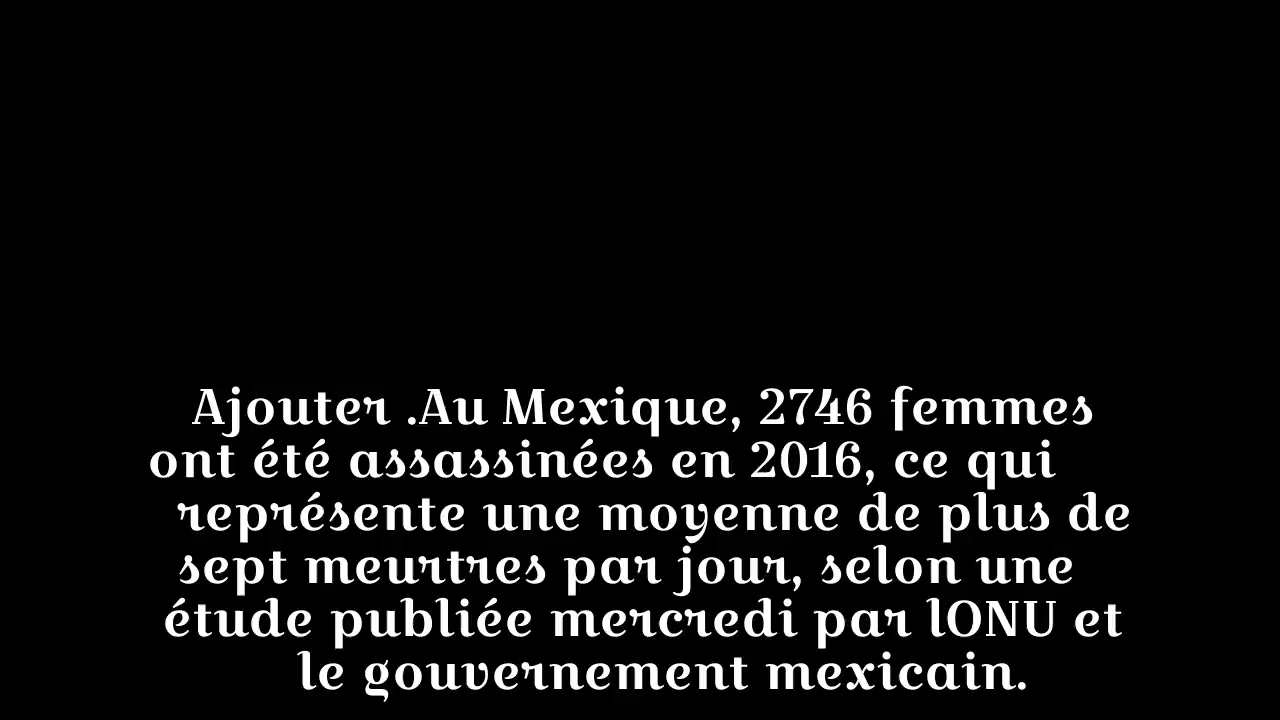 Ajouter .Au Mexique, 2746 femmes
ont été assassinées en 2016, ce qui
représente une moyenne de plus de
sept meurtres par jour, selon une
étude publiée mercredi par lONU et
le gouvernement mexicain.